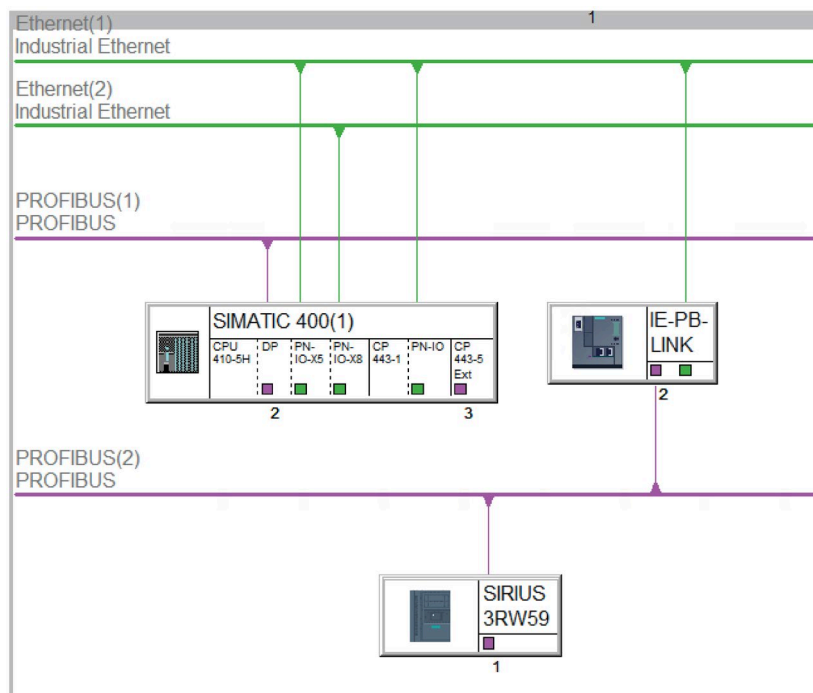 1
Ethernet(1)
Industrial Ethernet
Ethernet(2)
Industrial Ethernet
PROFIBUS(1)
PROFIBUS
SIMATIC 400(1)
CPU
410-5H
DP
PN-
IO-X5
PN-
IO-X8
CP
443-1
PN-IO
CP
443-5
Ext
2
3
IE-PB-
LINK
2
PROFIBUS(2)
PROFIBUS
SIRIUS
3RW59
1